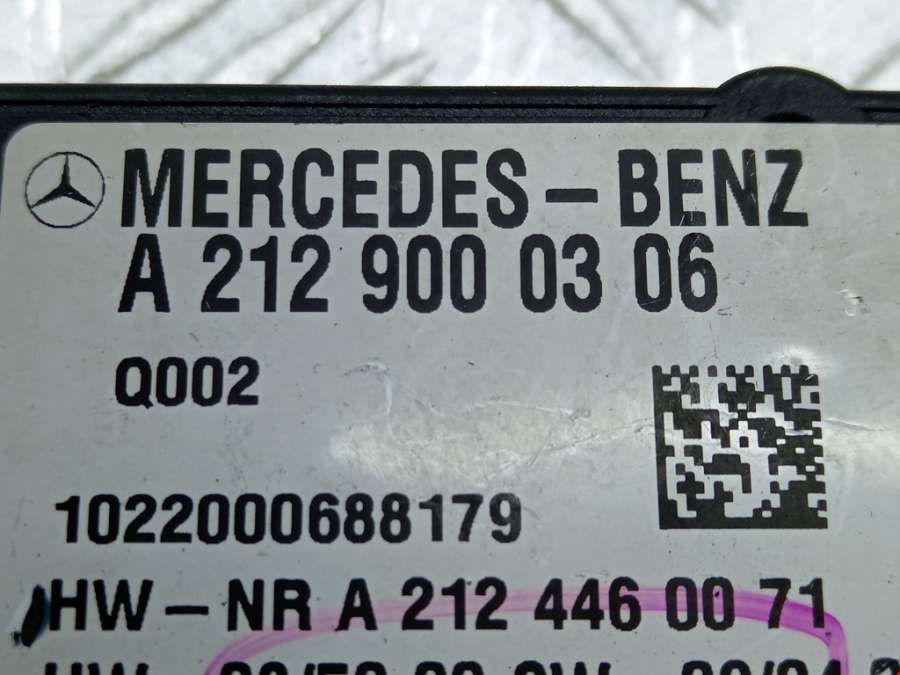 MERCEDES-BENZ
A 212 900 03 06
Q002
1022000688179
HW-NR A 212 446 00 71